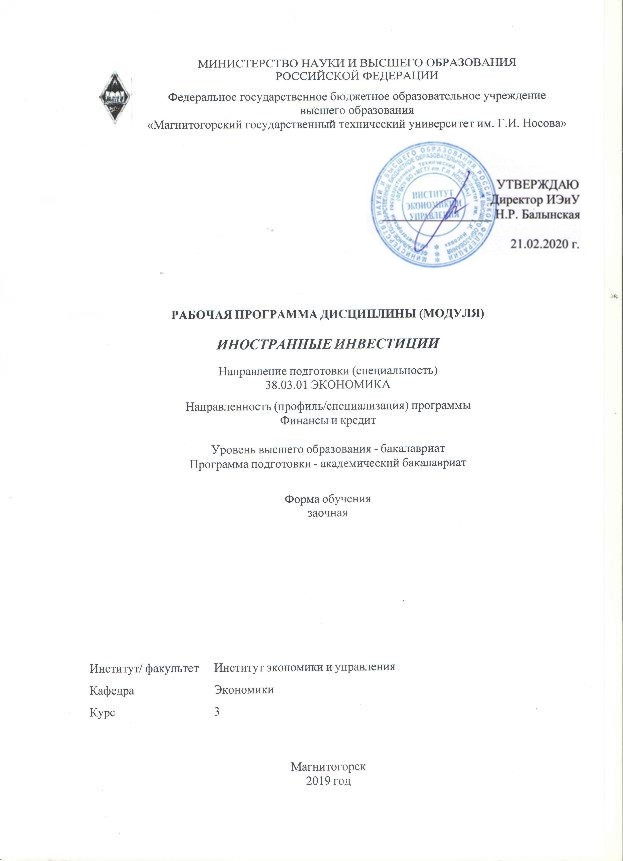 МИНИСТЕРСТВО НАУКИ И ВЫСШЕГО ОБРАЗОВАНИЯ
РОССИЙСКОЙ ФЕДЕРАЦИИ
Федеральное государственное бюджетное образовательное учреждение
высшего образования
«Магнитогорский государственный технический университет им. Г.И. Носова»
УТВЕРЖДАЮ
Директор ИЭиУ
Н.Р. Балынская
21.02.2020 г.
ИНСТИТУТ
ЭКОНОМИКИ И
УПРАВЛЕНИЯ
РАБОЧАЯ ПРОГРАММА ДИСЦИПЛИНЫ (МОДУЛЯ)
ИНОСТРАННЫЕ ИНВЕСТИЦИИ
Направление подготовки (специальность)
38.03.01 ЭКОНОМИКА
Направленность (профиль/специализация) программы
Финансы и кредит
Уровень высшего образования - бакалавриат
Программа подготовки - академический бакалавриат
Форма обучения
заочная
Институт/ факультет Институт экономики и управления
Кафедра Экономики
Курс 3
Магнитогорск
2019 год